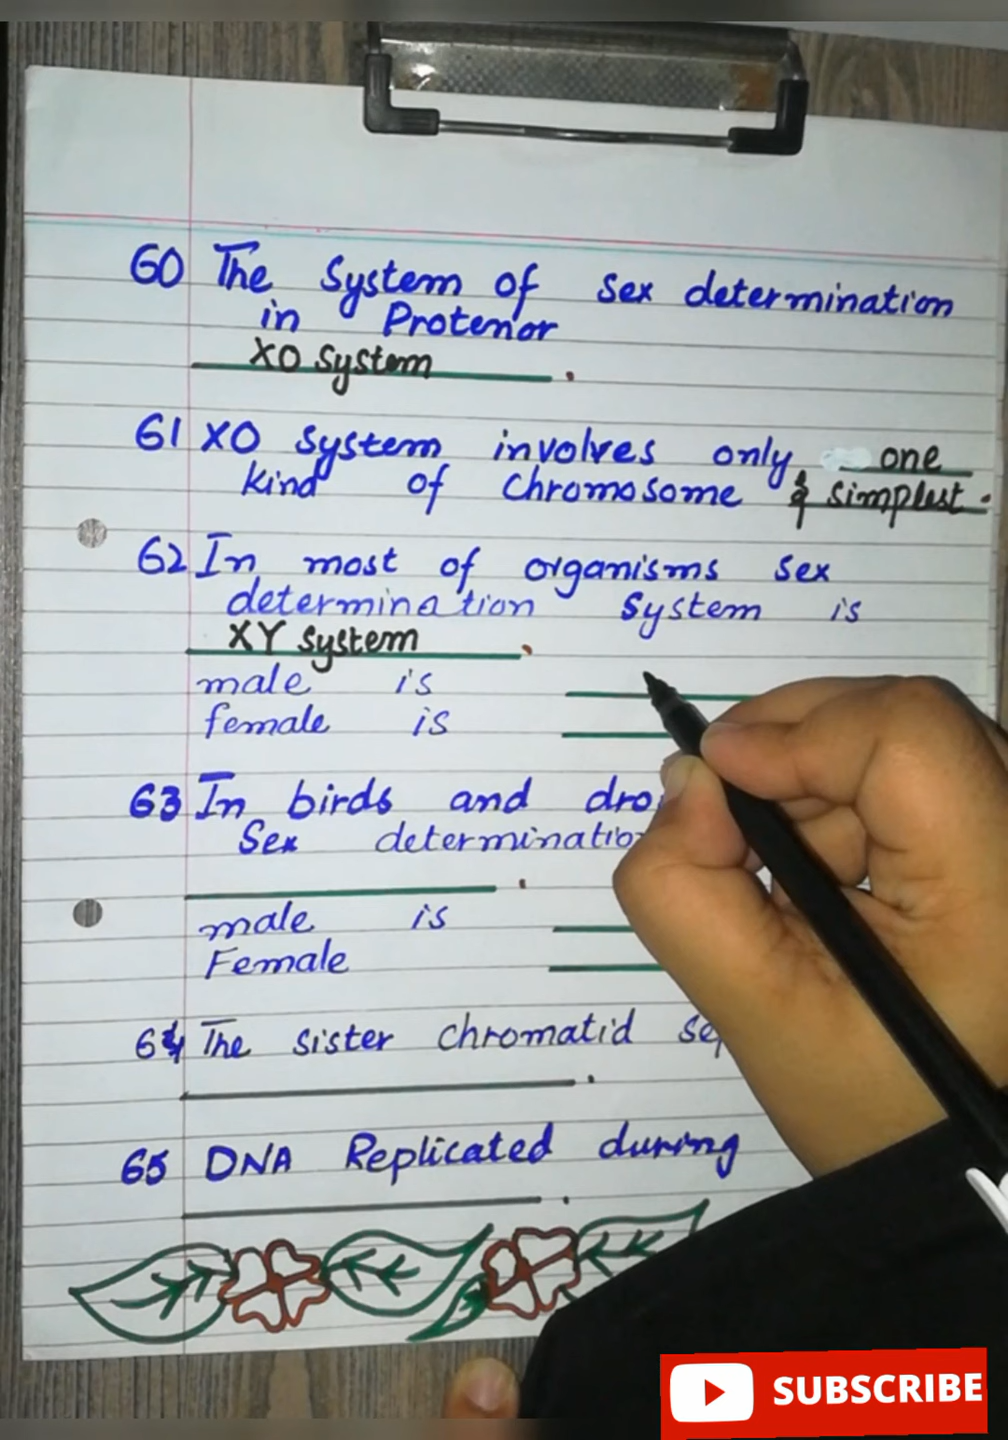 60 The System of sex determination
in Protenor
XO System .
61 XO system involves only one
kind of chromosome & simplest .
62 In most of organisms sex
determination system is
XY system .
male is
female is
63 In birds and
Sex determination
.
male is
Female
64 The sister chromatid
.
65 DNA Replicated during
.
SUBSCRIBE